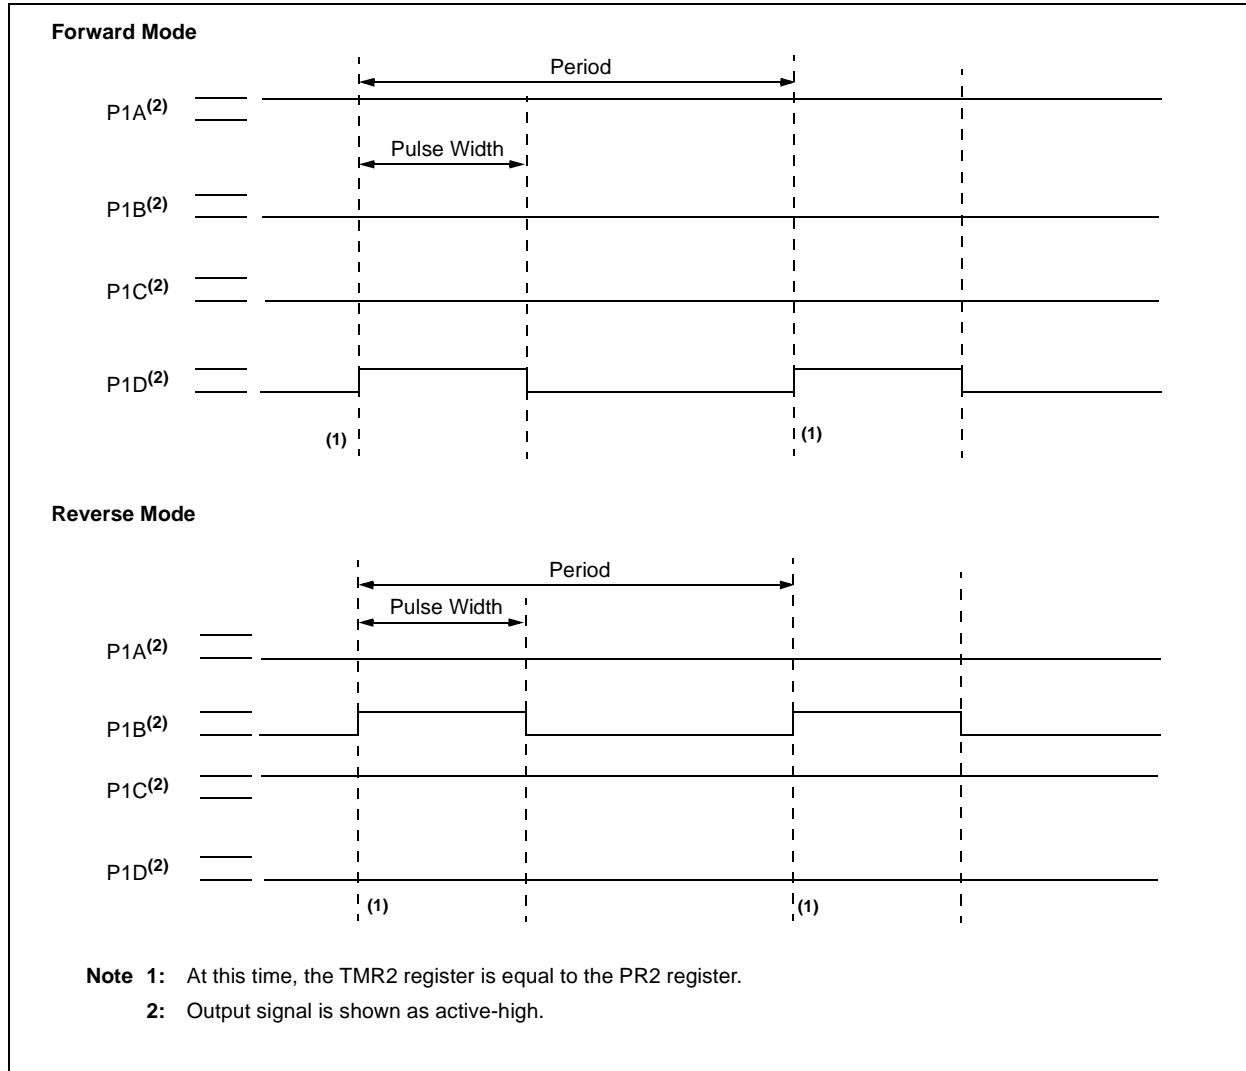 Forward Mode
Period
P1A(2)
Pulse Width
P1B(2)
P1C(2)
P1D(2)
(1)
(1)
Reverse Mode
Period
Pulse Width
P1A(2)
P1B(2)
P1C(2)
P1D(2)
(1)
(1)
Note 1: At this time, the TMR2 register is equal to the PR2 register.
2: Output signal is shown as active-high.